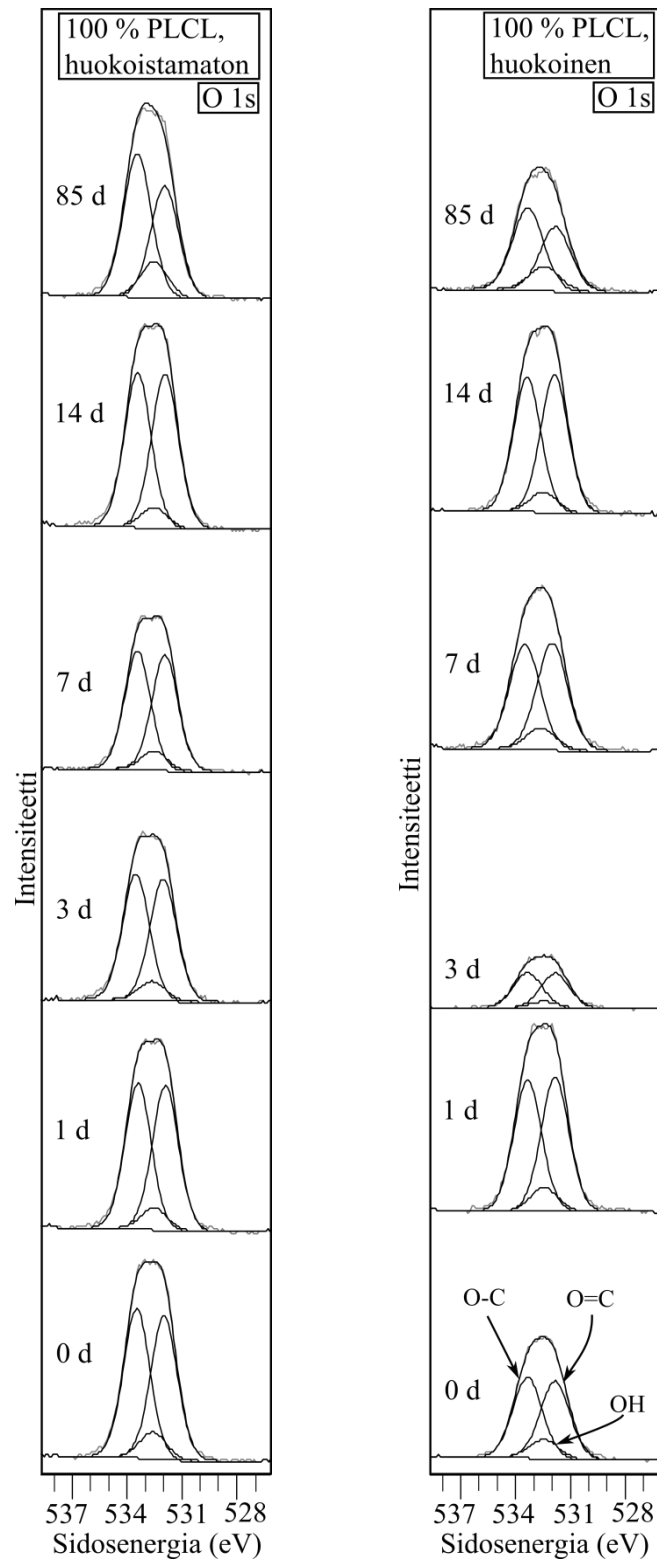 100 % PLCL,
huokoistamaton
O 1s
85 d
14 d
7 d
3 d
1 d
0 d
Intensiteetti
537 534 531 528
Sidosenergia (eV)
100 % PLCL,
huokoinen
O 1s
85 d
14 d
7 d
3 d
1 d
O-C O=C
0 d
OH
Intensiteetti
537 534 531 528
Sidosenergia (eV)